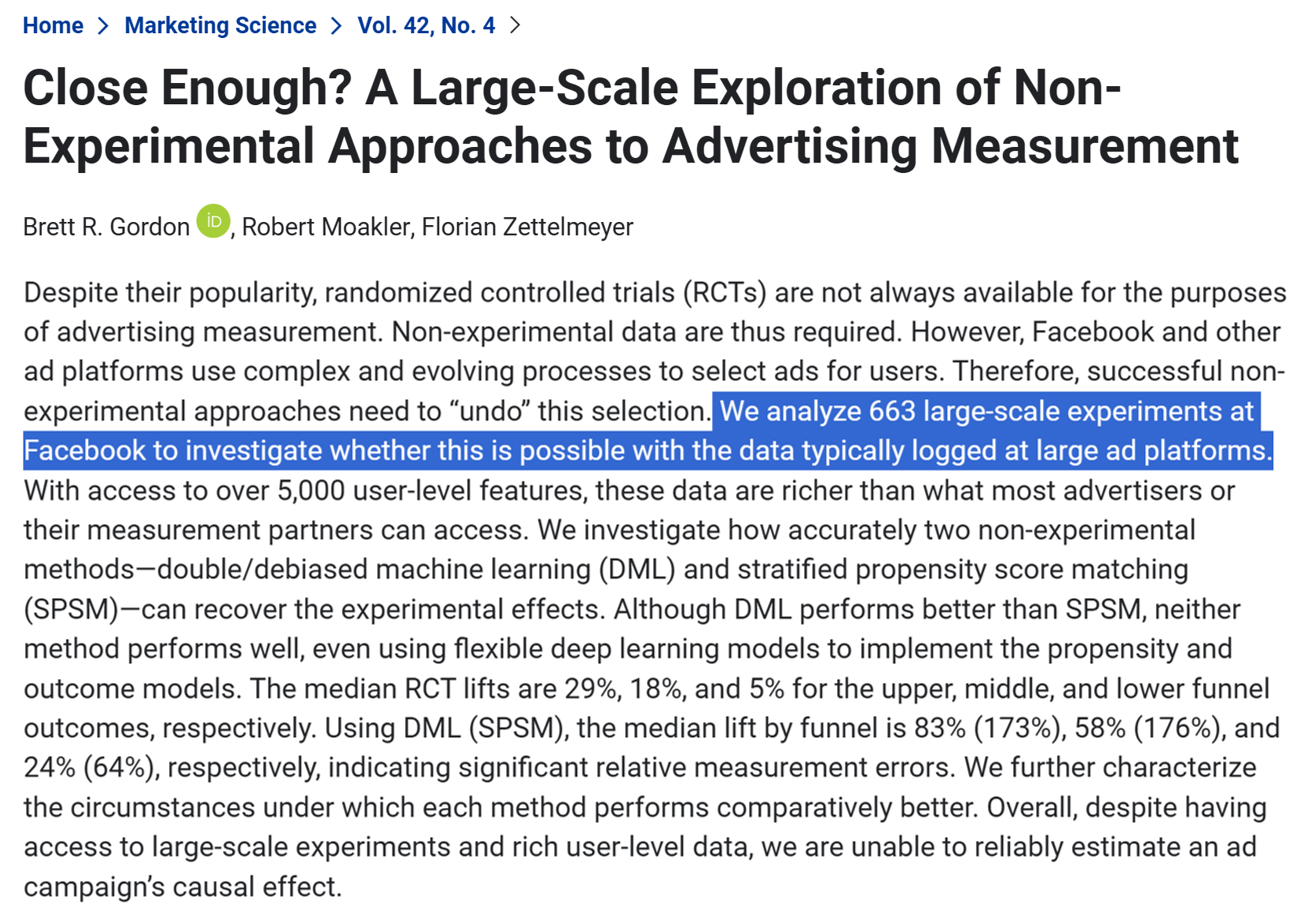 Home > Marketing Science > Vol. 42, No. 4 >
Close Enough? A Large-Scale Exploration of Non-
Experimental Approaches to Advertising Measurement
Brett R. Gordon iD, Robert Moakler, Florian Zettelmeyer
Despite their popularity, randomized controlled trials (RCTs) are not always available for the purposes
of advertising measurement. Non-experimental data are thus required. However, Facebook and other
ad platforms use complex and evolving processes to select ads for users. Therefore, successful non-
experimental approaches need to “undo” this selection. We analyze 663 large-scale experiments at
Facebook to investigate whether this is possible with the data typically logged at large ad platforms.
With access to over 5,000 user-level features, these data are richer than what most advertisers or
their measurement partners can access. We investigate how accurately two non-experimental
methods—double/debiased machine learning (DML) and stratified propensity score matching
(SPSM)—can recover the experimental effects. Although DML performs better than SPSM, neither
method performs well, even using flexible deep learning models to implement the propensity and
outcome models. The median RCT lifts are 29%, 18%, and 5% for the upper, middle, and lower funnel
outcomes, respectively. Using DML (SPSM), the median lift by funnel is 83% (173%), 58% (176%), and
24% (64%), respectively, indicating significant relative measurement errors. We further characterize
the circumstances under which each method performs comparatively better. Overall, despite having
access to large-scale experiments and rich user-level data, we are unable to reliably estimate an ad
campaign’s causal effect.